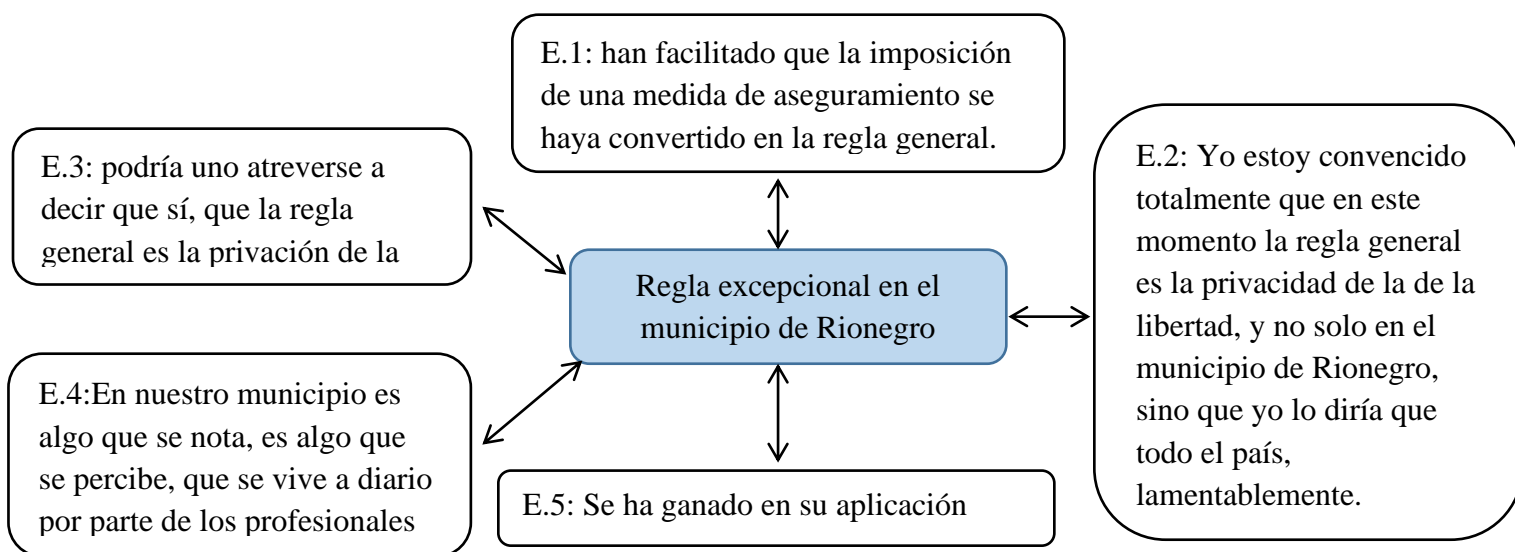 E.1: han facilitado que la imposición
de una medida de aseguramiento se
haya convertido en la regla general.
E.3: podría uno atreverse a
decir que sí, que la regla
general es la privación de la
E.2: Yo estoy convencido
totalmente que en este
momento la regla general
es la privacidad de la de la
libertad, y no solo en el
municipio de Rionegro,
sino que yo lo diría que
todo el país,
lamentablemente.
Regla excepcional en el
municipio de Rionegro
E.4:En nuestro municipio es
algo que se nota, es algo que
se percibe, que se vive a diario
por parte de los profesionales
E.5: Se ha ganado en su aplicación